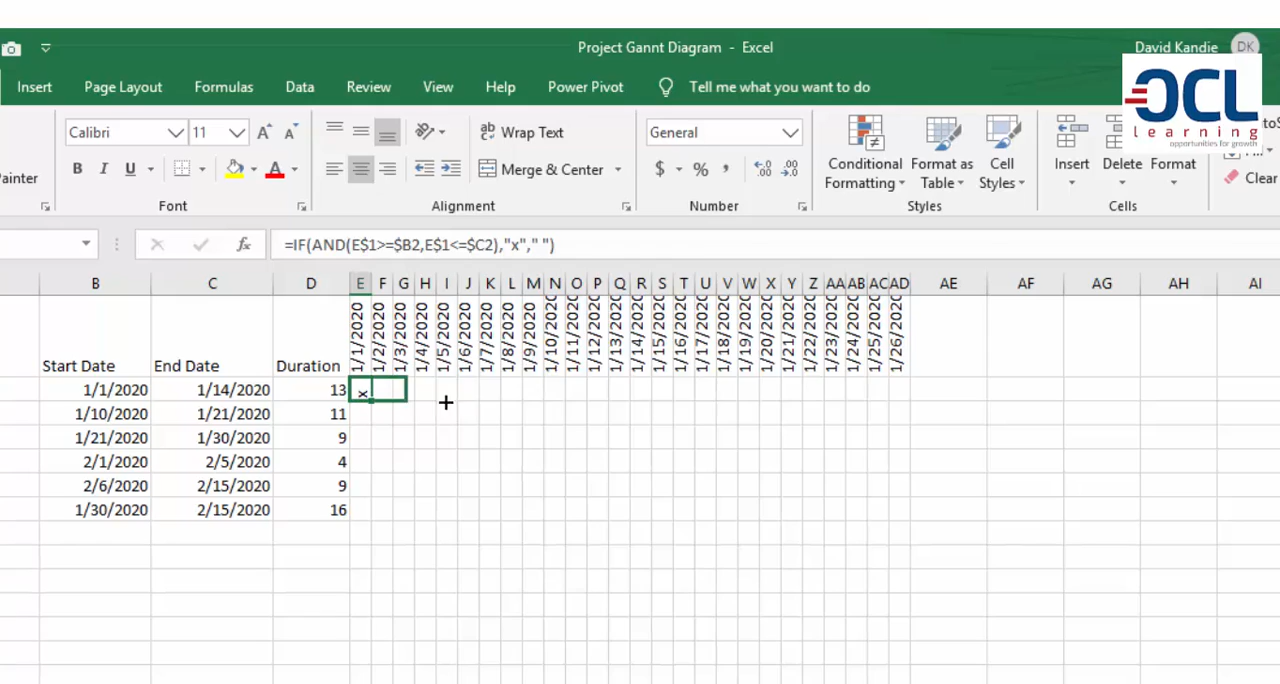 Project Gannt Diagram - Excel
David Kandie DK
OCL
learning
opportunities for growth
Insert Page Layout Formulas Data Review View Help Power Pivot Tell me what you want to do
Calibri 11 A A ab Wrap Text General
Painter B I U A Merge & Center $ % , .00 .00
Conditional Formatting
Format as Table
Cell Styles
Insert Delete Format
Clear
Font Alignment Number Styles Cells
fx =IF(AND(E$1>=$B2,E$1<=$C2),"x"," ")
B C D E F G H I J K L M N O P Q R S T U V W X Y Z AA AB AC AD AE AF AG AH AI
Start Date End Date Duration 1/1/2020 1/2/2020 1/3/2020 1/4/2020 1/5/2020 1/6/2020 1/7/2020 1/8/2020 1/9/2020 1/10/2020 1/11/2020 1/12/2020 1/13/2020 1/14/2020 1/15/2020 1/16/2020 1/17/2020 1/18/2020 1/19/2020 1/20/2020 1/21/2020 1/22/2020 1/23/2020 1/24/2020 1/25/2020 1/26/2020
1/1/2020 1/14/2020 13 x
1/10/2020 1/21/2020 11
1/21/2020 1/30/2020 9
2/1/2020 2/5/2020 4
2/6/2020 2/15/2020 9
1/30/2020 2/15/2020 16